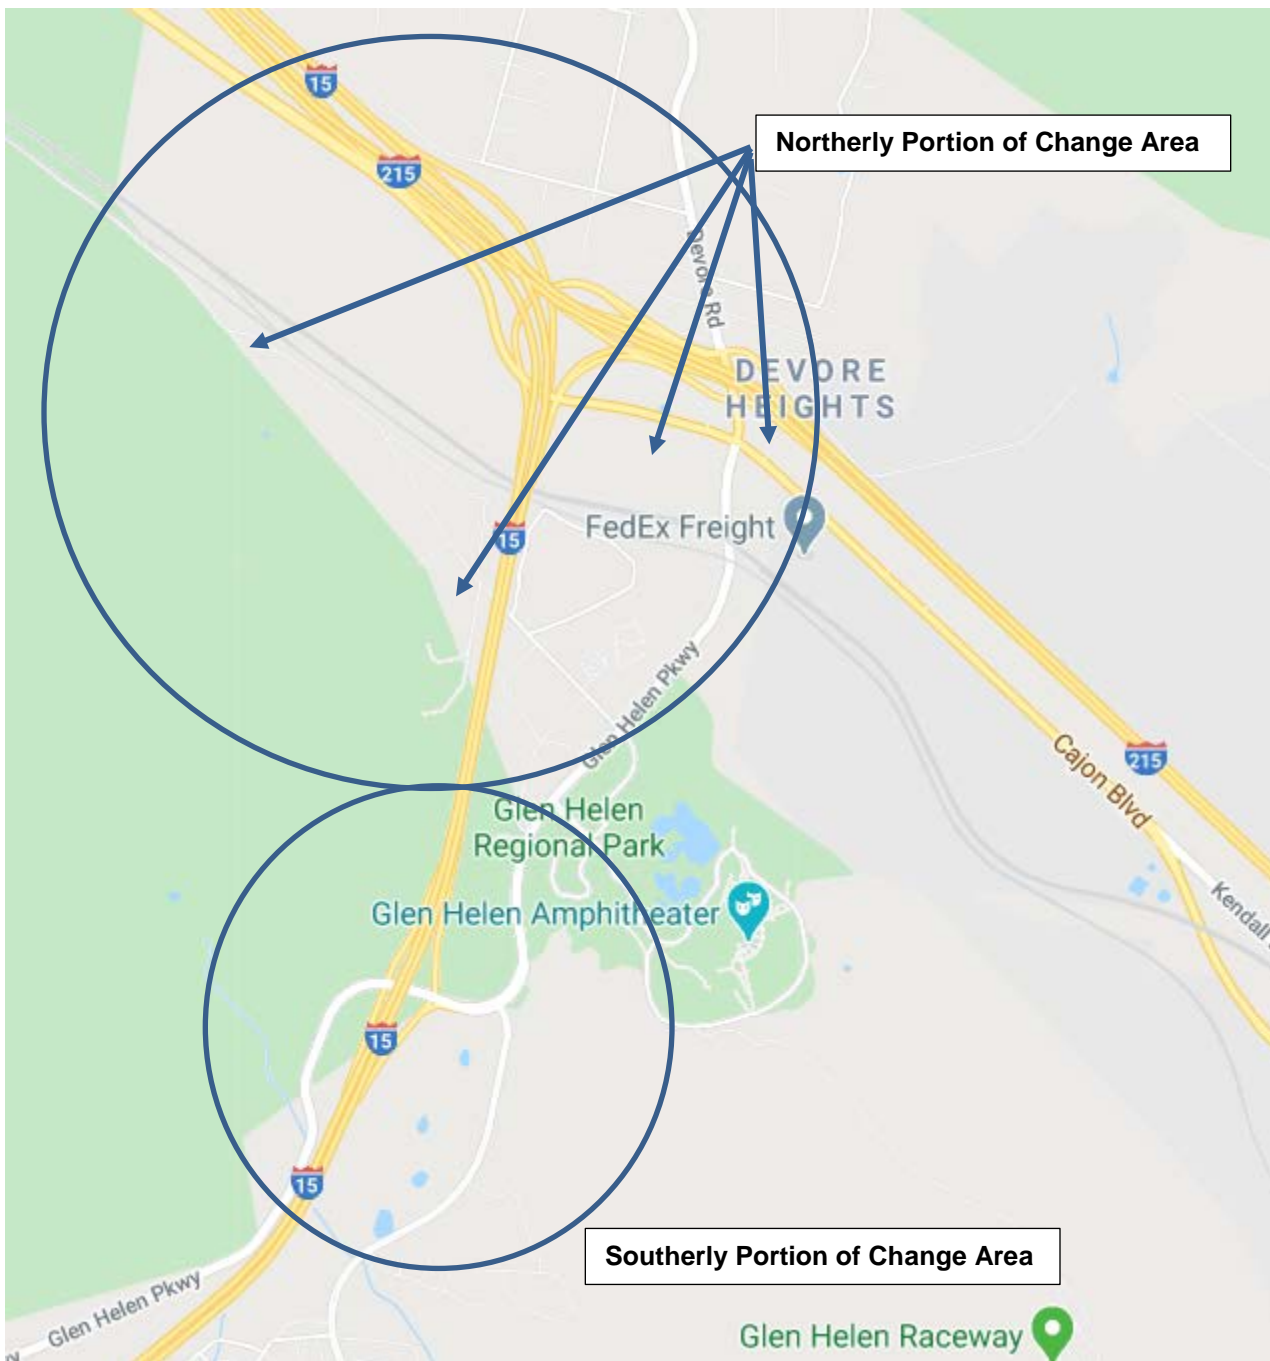 15
Northerly Portion of Change Area
215
Devore Rd
DEVORE
HEIGHTS
FedEx Freight
15
Glen Helen Pkwy
Cajon Blvd
215
Glen Helen
Regional Park
Kendall
Glen Helen Amphitheater
15
15
Southerly Portion of Change Area
Glen Helen Pkwy
Glen Helen Raceway